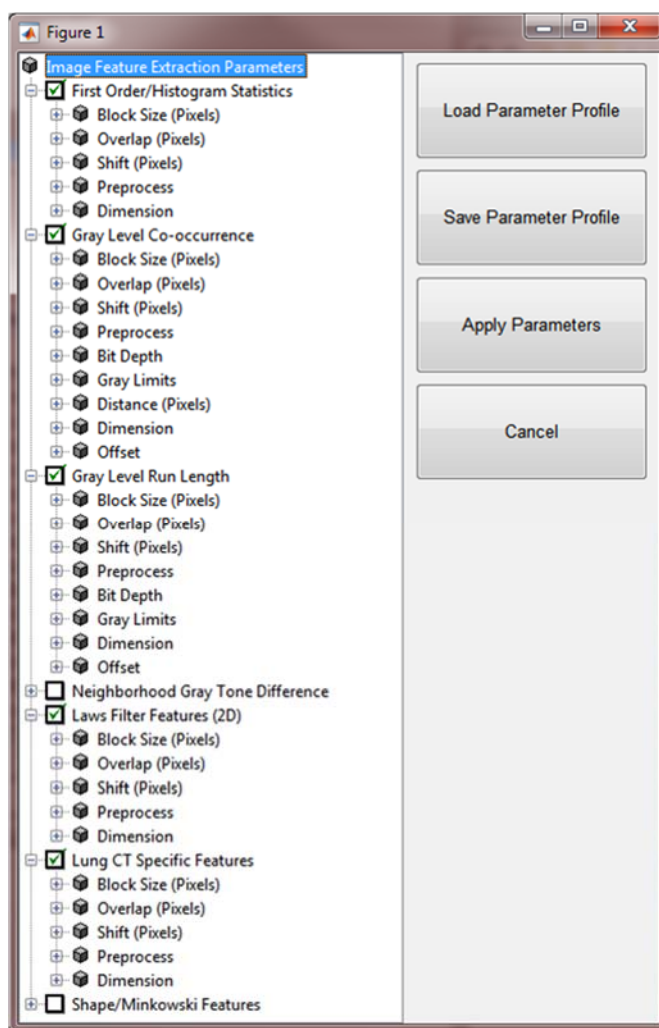 Figure 1
Image Feature Extraction Parameters
First Order/Histogram Statistics
Block Size (Pixels)
Overlap (Pixels)
Shift (Pixels)
Preprocess
Dimension
Gray Level Co-occurrence
Block Size (Pixels)
Overlap (Pixels)
Shift (Pixels)
Preprocess
Bit Depth
Gray Limits
Distance (Pixels)
Dimension
Offset
Gray Level Run Length
Block Size (Pixels)
Overlap (Pixels)
Shift (Pixels)
Preprocess
Bit Depth
Gray Limits
Dimension
Offset
Neighborhood Gray Tone Difference
Laws Filter Features (2D)
Block Size (Pixels)
Overlap (Pixels)
Shift (Pixels)
Preprocess
Dimension
Lung CT Specific Features
Block Size (Pixels)
Overlap (Pixels)
Shift (Pixels)
Preprocess
Dimension
Shape/Minkowski Features
Load Parameter Profile
Save Parameter Profile
Apply Parameters
Cancel